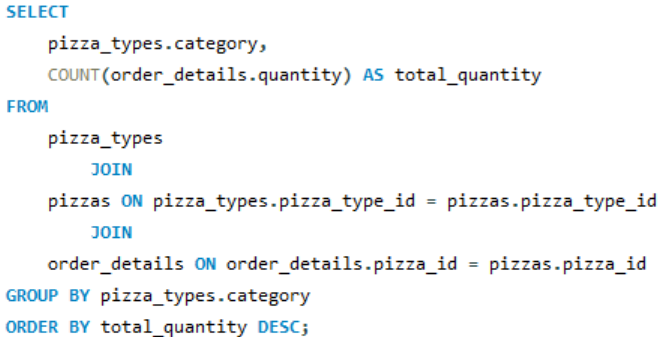 SELECT
pizza_types.category,
COUNT(order_details.quantity) AS total_quantity
FROM
pizza_types
JOIN
pizzas ON pizza_types.pizza_type_id = pizzas.pizza_type_id
JOIN
order_details ON order_details.pizza_id = pizzas.pizza_id
GROUP BY pizza_types.category
ORDER BY total_quantity DESC;